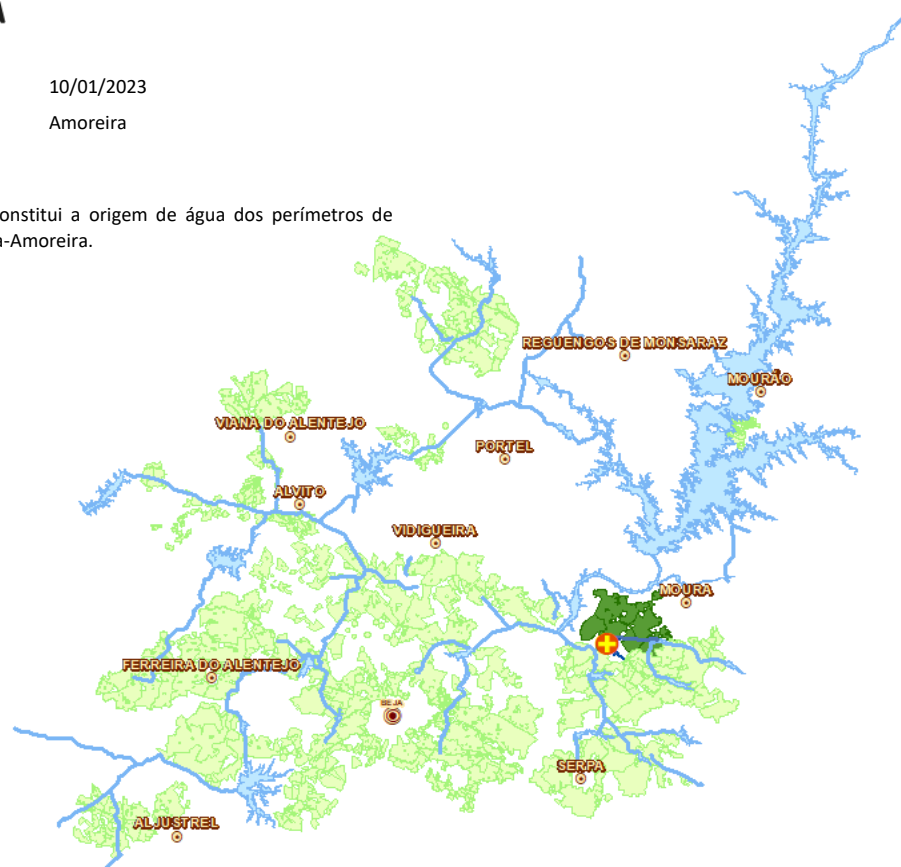 10/01/2023
Amoreira
onstitui a origem de água dos perímetros de
a-Amoreira.
REGUENGOS DE MONSARAZ
MOURÃO
VIANA DO ALENTEJO
PORTEL
ALVITO
VIDIGUEIRA
MOURA
FERREIRA DO ALENTEJO
BEJA
SERPA
ALJUSTREL